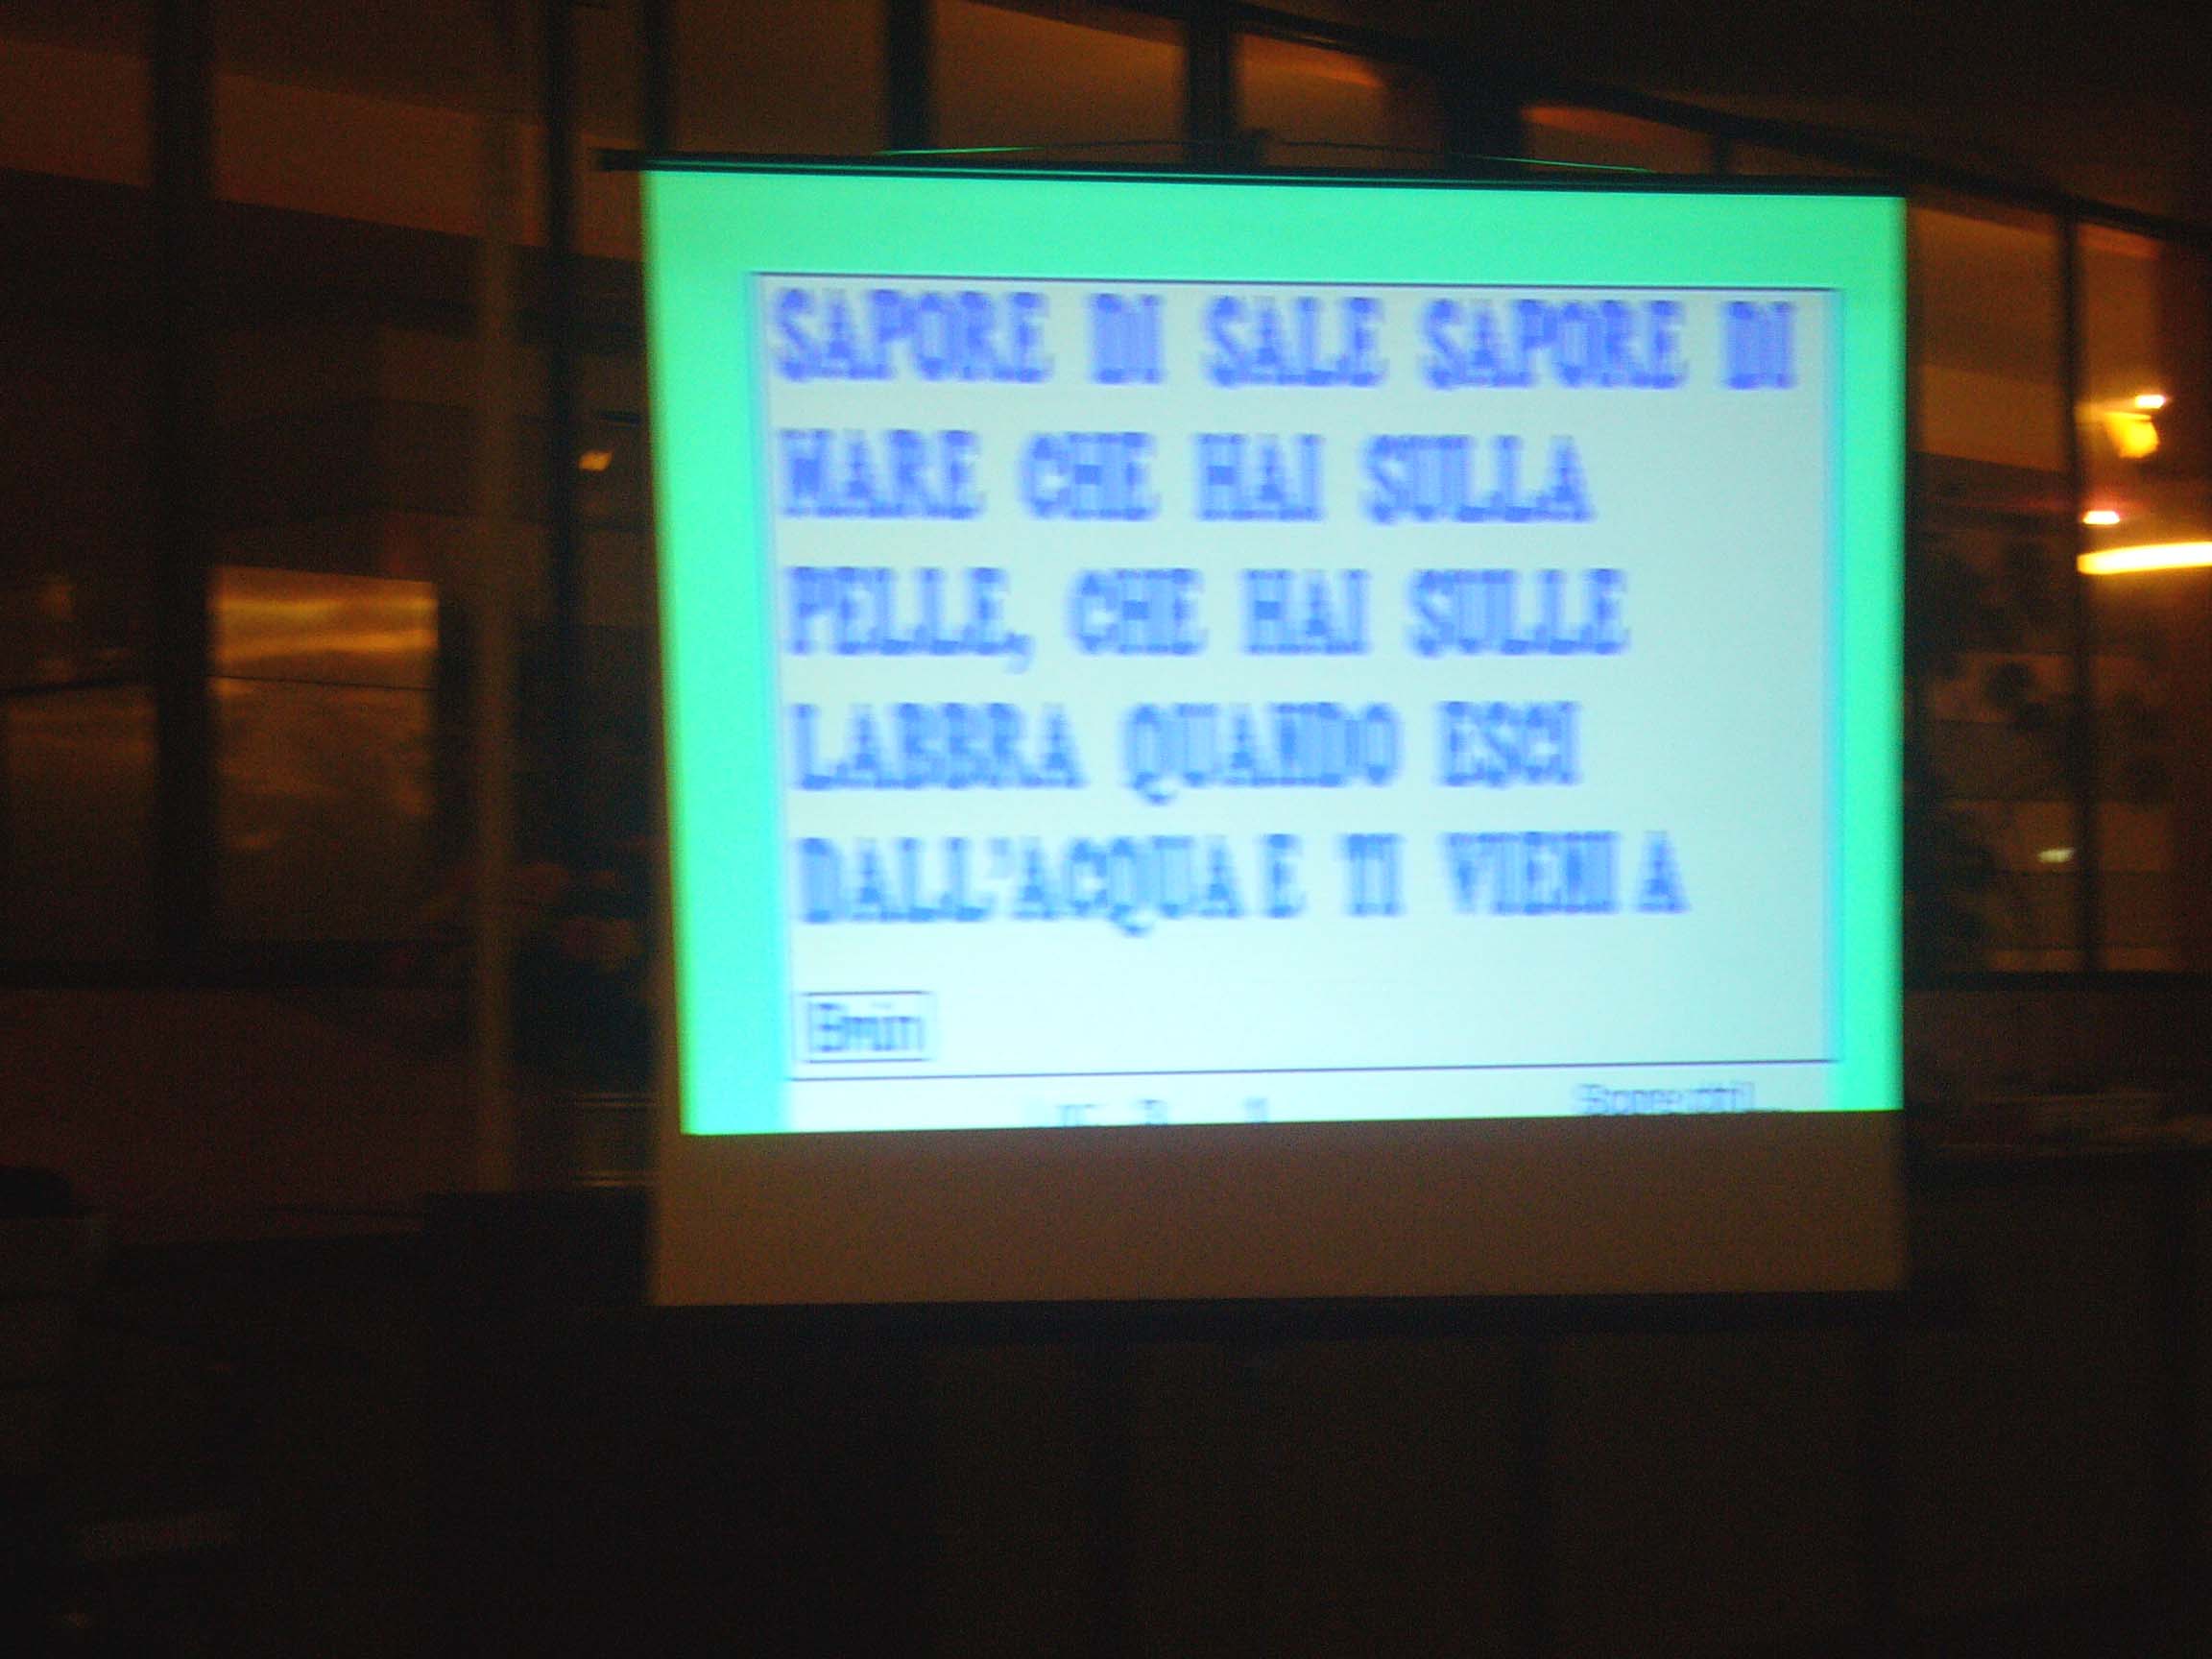 SAPORE DI SALE SAPORE DI
MARE CHE HAI SULLA
PELLE, CHE HAI SULLE
LABBRA QUANDO ESCI
DALL'ACQUA E TI VIENI A